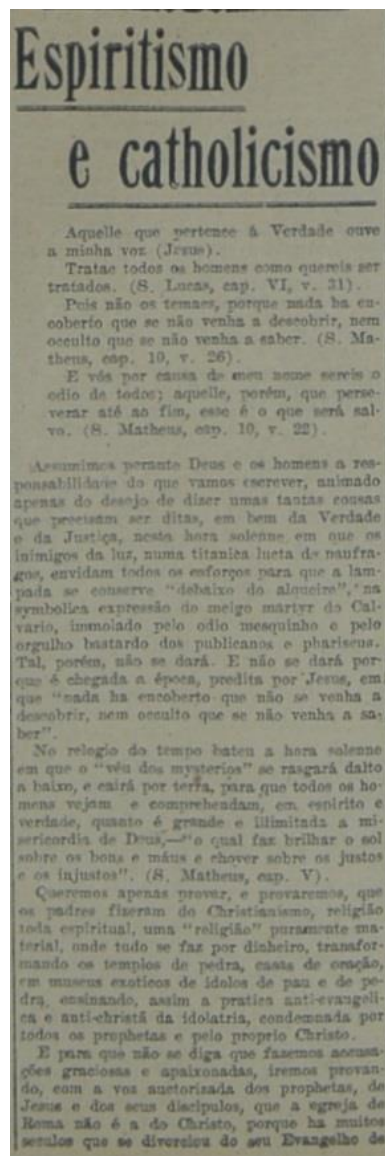 Espiritismo
e catholicismo
Aquelle que pertence á Verdade ouve
a minha voz (Jesus).
Tratae todos os homens como quereis ser
tratados. (S. Lucas, cap. VI, v. 31).
Pois não os temaes, porque nada ha en-
coberto que se não venha a descobrir, nem
occulto que se não venha a saber. (S. Ma-
theus, cap. 10, v. 26).
E vós por causa de meu nome sereis o
odio de todos; aquelle, porém, que perse-
verar até ao fim, esse é o que será sal-
vo. (S. Matheus, cap. 10, v. 22).
Assumimos perante Deus e os homens a res-
ponsabilidade do que vamos escrever, animado
apenas do desejo de dizer umas tantas cousas
que precisam ser ditas, em bem da Verdade
e da Justiça, nesta hora solenne em que os
inimigos da luz, numa titanica lucta de naufra-
gos, envidam todos os esforços para que a lam-
pada se conserve "debaixo do alqueire", na
symbolica expressão do meigo martyr do Cal-
vario, immolado pelo odio mesquinho e pelo
orgulho bastardo dos publicanos e phariseus.
Tal, porém, não se dará. E não se dará por-
que é chegada a época, predita por Jesus, em
que "nada ha encoberto que não se venha a
descobrir, nem occulto que se não venha a sa-
ber".
No relogio do tempo bateu a hora solenne
em que o "véu dos mysterios" se rasgará dalto
a baixo, e cairá por terra, para que todos os ho-
mens vejam e comprehendam, em espirito e
verdade, quanto é grande e illimitada a mi-
sericordia de Deus,—"o qual faz brilhar o sol
sobre os bons e máus e chover sobre os justos
e os injustos". (S. Matheus, cap. V).
Queremos apenas provar, e provaremos, que
os padres fizeram do Christianismo, religião
toda espiritual, uma "religião" puramente ma-
terial, onde tudo se faz por dinheiro, transfor-
mando os templos de pedra, casas de oração,
em museus exoticos de idolos de pau e de pe-
dra, ensinando, assim a pratica anti-evangeli-
ca e anti-christã da idolatria, condemnada por
todos os prophetas e pelo proprio Christo.
E para que não se diga que fazemos accusa-
ções graciosas e apaixonadas, iremos provan-
do, com a voz auctorizada dos prophetas, de
Jesus e dos seus discipulos, que a egreja de
Roma não é a do Christo, porque ha muitos
seculos que se divorciou do seu Evangelho de